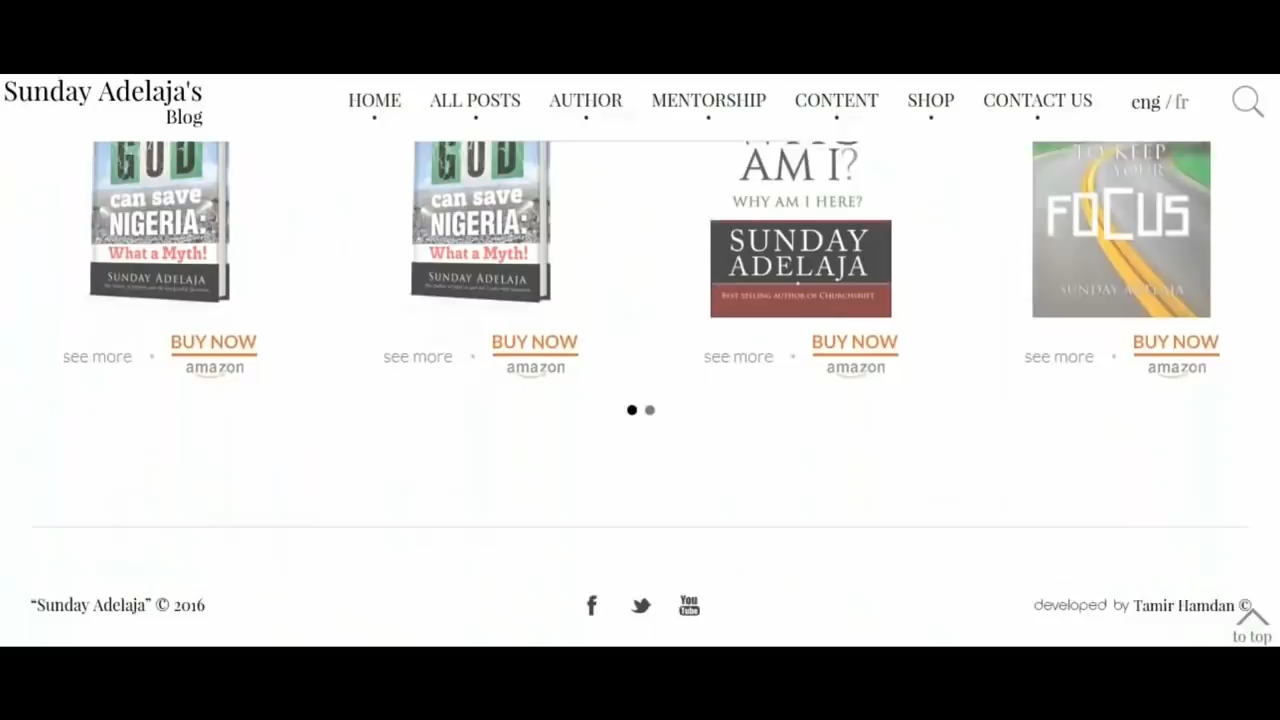 Sunday Adelaja's
Blog
HOME ALL POSTS AUTHOR MENTORSHIP CONTENT SHOP CONTACT US eng / fr
GOD
can save
NIGERIA:
What a Myth!
SUNDAY ADELAJA
GOD
can save
NIGERIA:
What a Myth!
SUNDAY ADELAJA
WHO
AM I?
WHY AM I HERE?
SUNDAY
ADELAJA
BEST SELLING AUTHOR OF CHURCHSHIFT
TO KEEP
YOUR
FOCUS
SUNDAY ADELAJA
see more • BUY NOW
amazon
see more • BUY NOW
amazon
see more • BUY NOW
amazon
see more • BUY NOW
amazon
“Sunday Adelaja” © 2016
You
Tube
developed by Tamir Hamdan ©
to top